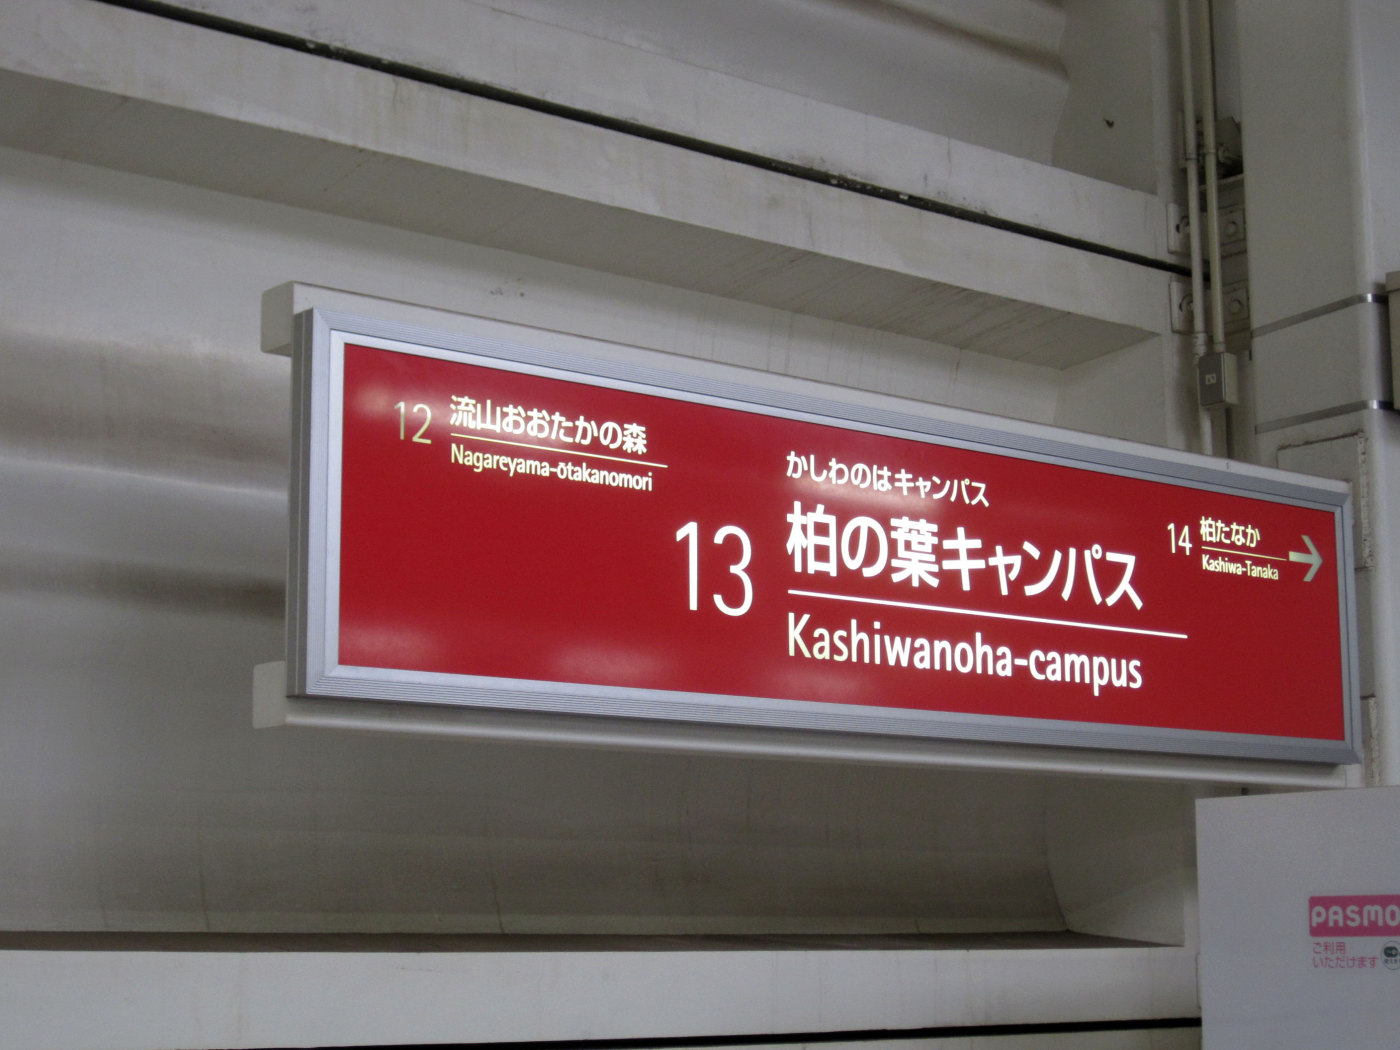 12 流山おおたかの森
Nagareyama-ōtakanomori
かしわのはキャンパス
13 柏の葉キャンパス
Kashiwanoha-campus
14 柏たなか →
Kashiwa-Tanaka
PASMO
ご利用
いただけます